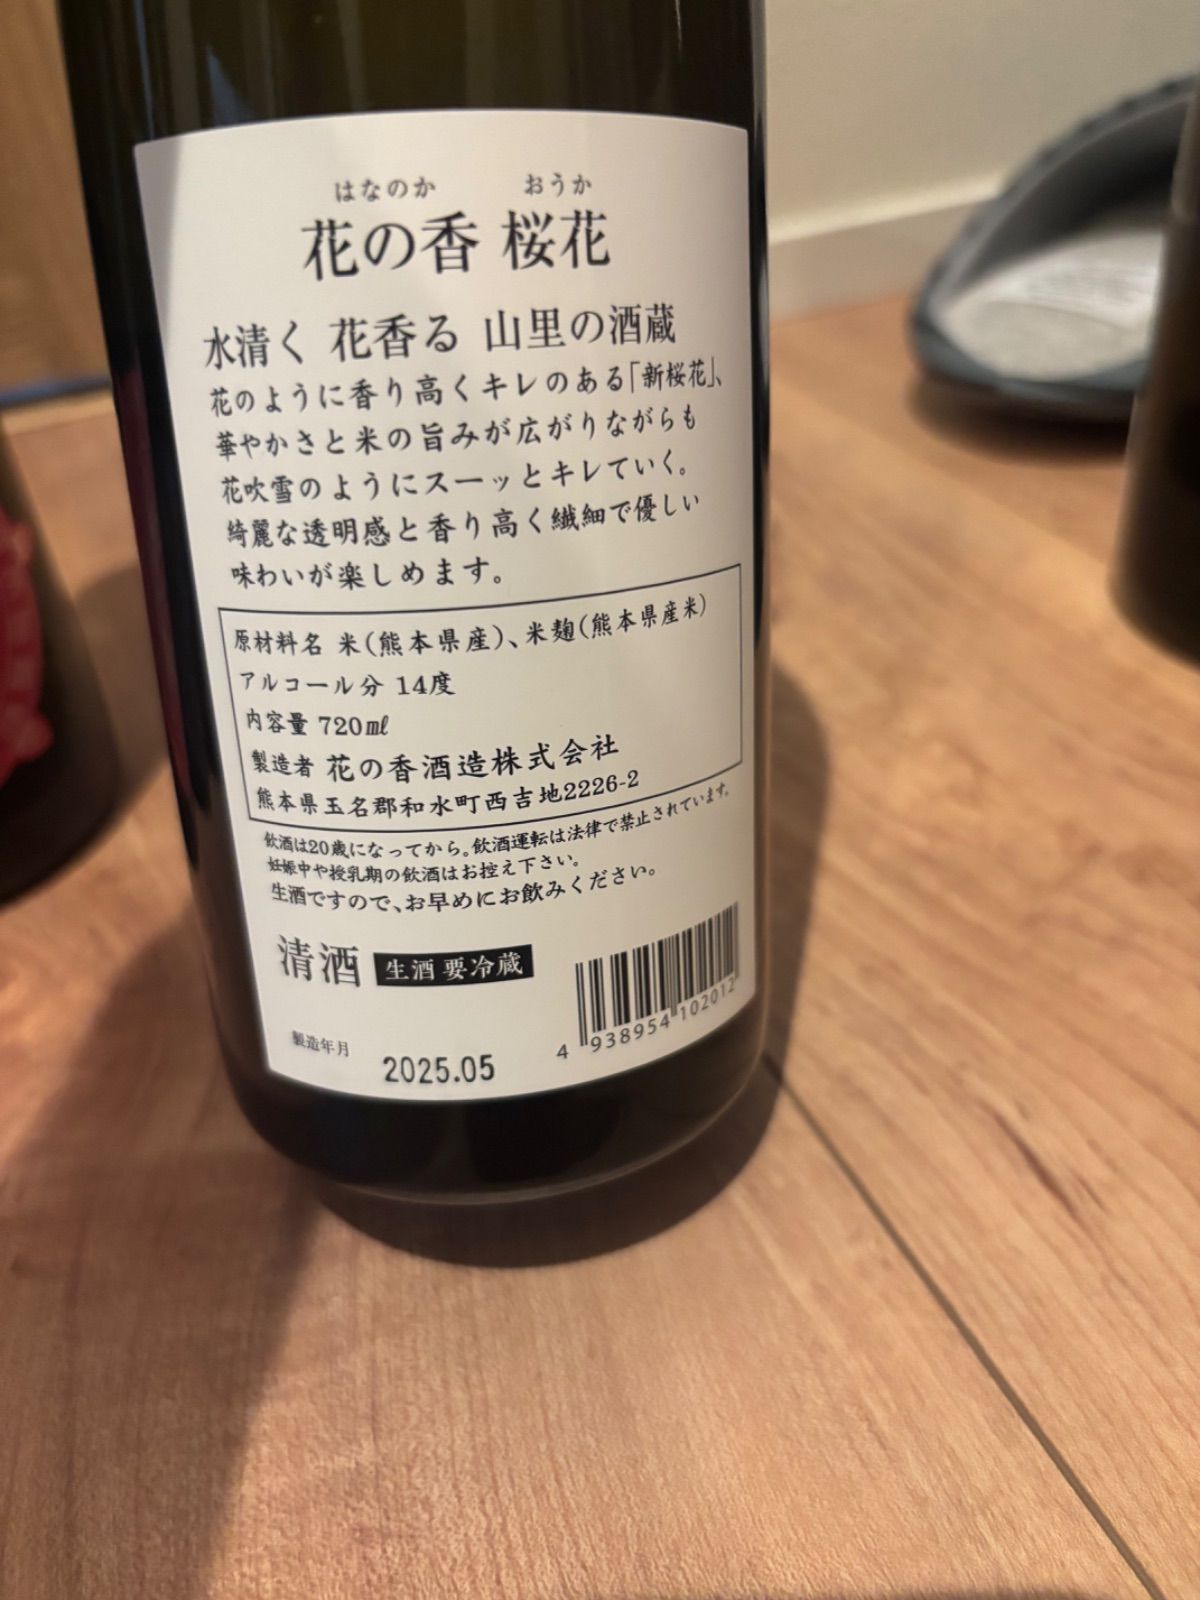 はなのか おうか
花の香 桜花
水清く 花香る 山里の酒蔵
花のように香り高くキレのある「新桜花」、
華やかさと米の旨みが広がりながらも
花吹雪のようにスーッとキレていく。
綺麗な透明感と香り高く繊細で優しい
味わいが楽しめます。
原材料名 米(熊本県産)、米麹(熊本県産米)
アルコール分 14度
内容量 720㎖
製造者 花の香酒造株式会社
熊本県玉名郡和水町西吉地2226-2
飲酒は20歳になってから。飲酒運転は法律で禁止されています。
妊娠中や授乳期の飲酒はお控え下さい。
生酒ですので、お早めにお飲みください。
清酒 生酒 要冷蔵
4 938954 102012
製造年月 2025.05